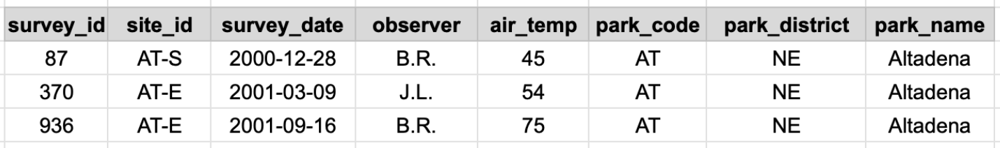 survey_id site_id survey_date observer air_temp park_code park_district park_name
87 AT-S 2000-12-28 B.R. 45 AT NE Altadena
370 AT-E 2001-03-09 J.L. 54 AT NE Altadena
936 AT-E 2001-09-16 B.R. 75 AT NE Altadena